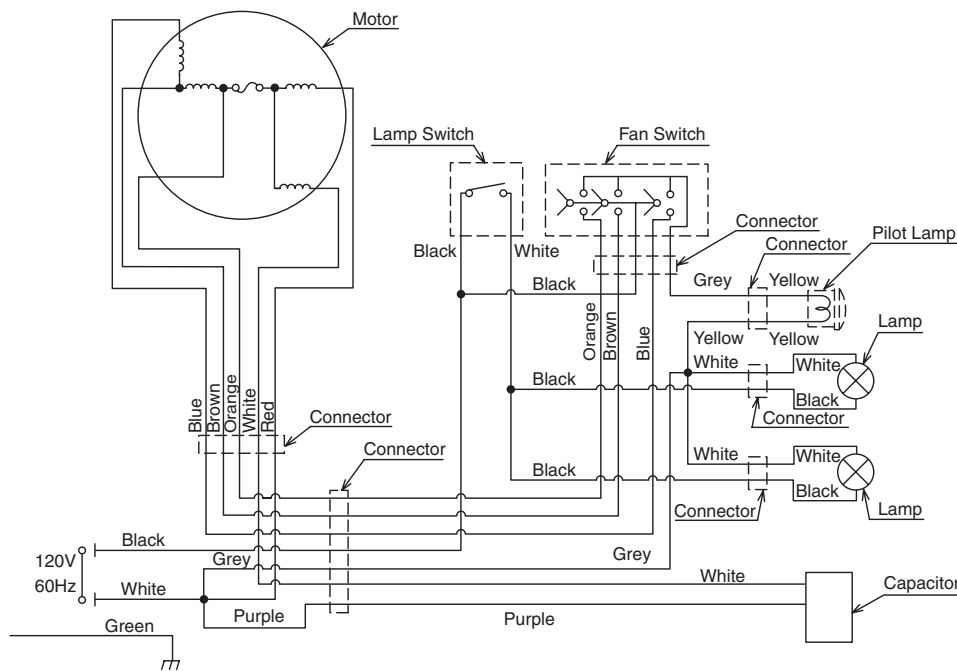 Motor
Lamp Switch
Fan Switch
Connector
Connector
Pilot Lamp
Black
White
Grey
Yellow
Black
Orange
Brown
Blue
Lamp
Yellow
Yellow
White
White
Black
Black
Connector
Blue
Brown
Orange
White
Red
Connector
Connector
White
White
Black
Black
Connector
Lamp
Black
120V
60Hz
Grey
Grey
White
White
Capacitor
Purple
Purple
Green